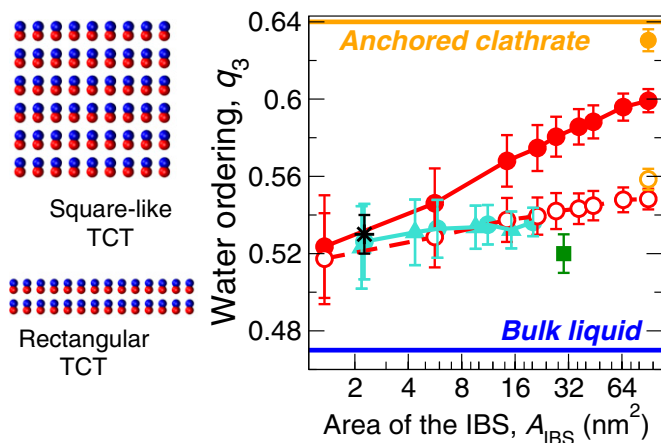 Square-like
TCT
Rectangular
TCT
Water ordering, q3
0.64
0.6
0.56
0.52
0.48
Anchored clathrate
Bulk liquid
2 4 8 16 32 64
Area of the IBS, AIBS (nm2)